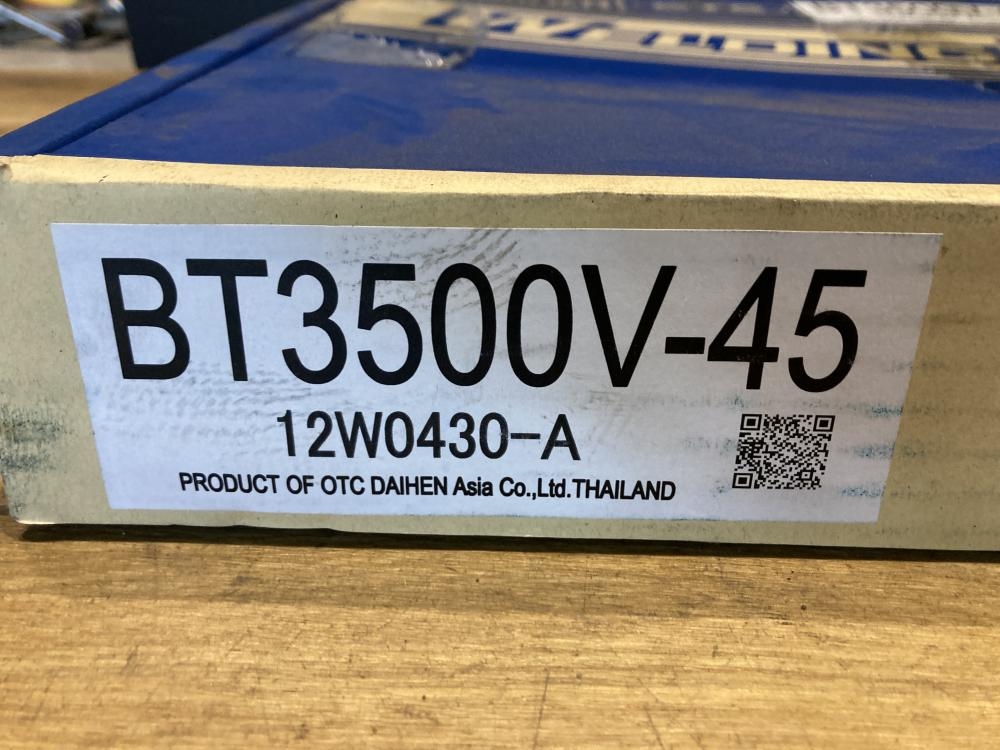 BT3500V-45
12W0430-A
PRODUCT OF OTC DAIHEN Asia Co.,Ltd.THAILAND